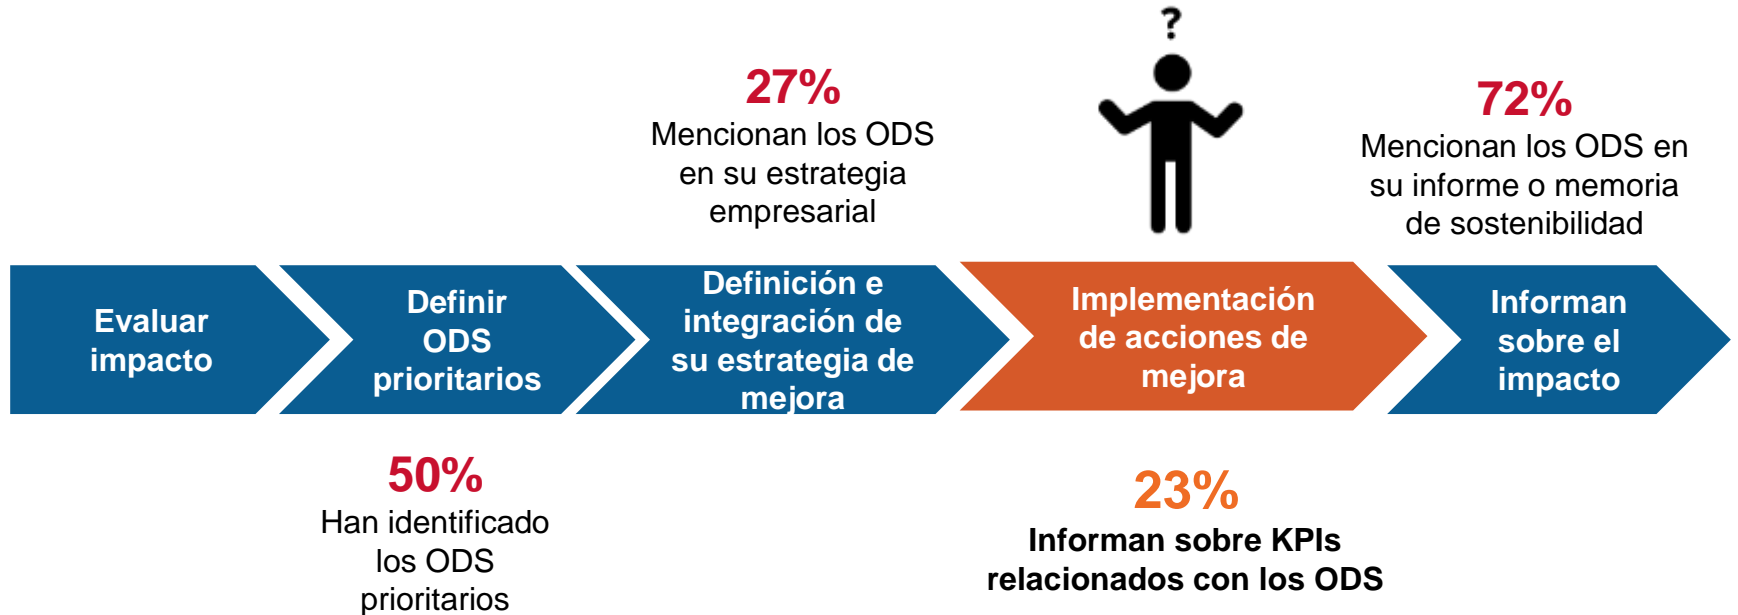 ?
27%
Mencionan los ODS
en su estrategia
empresarial
72%
Mencionan los ODS en
su informe o memoria
de sostenibilidad
Evaluar
impacto
Definir
ODS
prioritarios
Definición e
integración de
su estrategia de
mejora
Implementación
de acciones de
mejora
Informan
sobre el
impacto
50%
Han identificado
los ODS
prioritarios
23%
Informan sobre KPIs
relacionados con los ODS